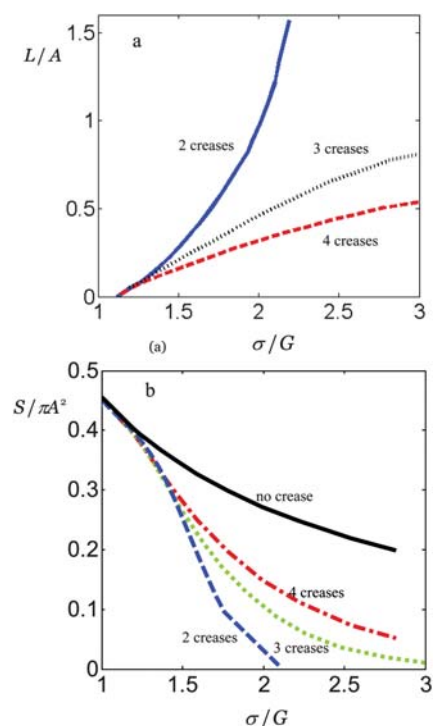 a
L/A
1.5
1
0.5
0
2 creases
3 creases
4 creases
1 1.5 2 2.5 3
(a)
σ/G
b
S/πA²
0.5
0.4
0.3
0.2
0.1
0
no crease
4 creases
2 creases
3 creases
1 1.5 2 2.5 3
σ/G